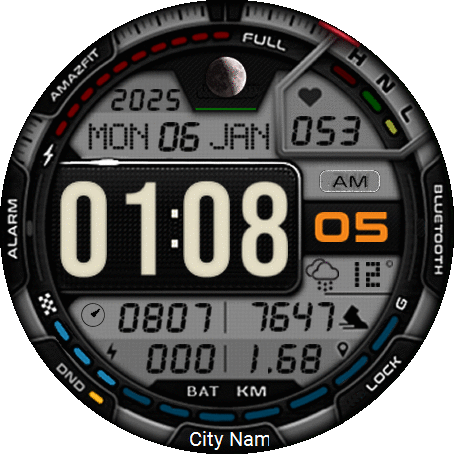 AMAZFIT
FULL
H N L
2025
MON 06 JAN
053
ALARM
BLUETOOTH
AM
01:08
05
12°
0807 | 7647
000 | 1.68
G
DND
LOCK
BAT KM
City Nam